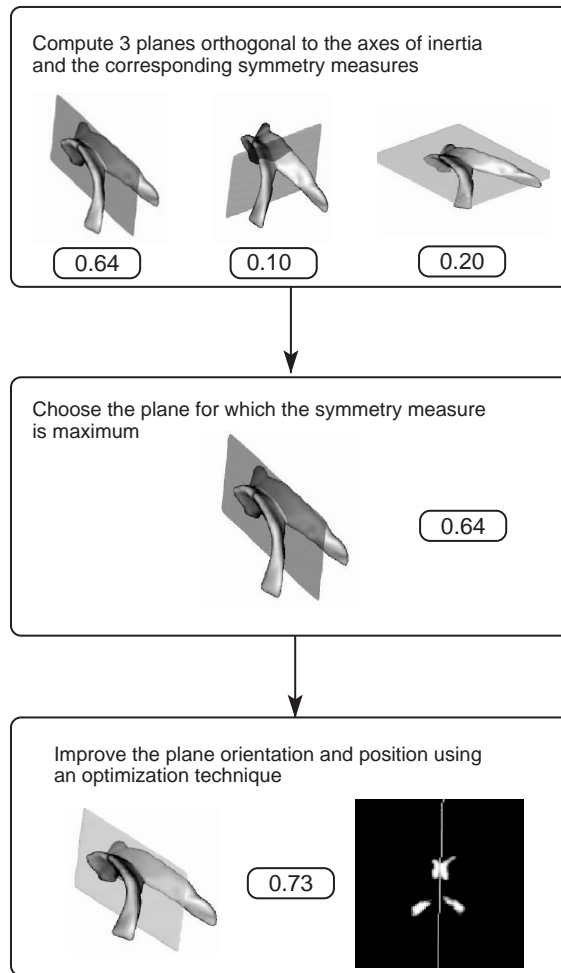 Compute 3 planes orthogonal to the axes of inertia
and the corresponding symmetry measures
0.64
0.10
0.20
Choose the plane for which the symmetry measure
is maximum
0.64
Improve the plane orientation and position using
an optimization technique
0.73